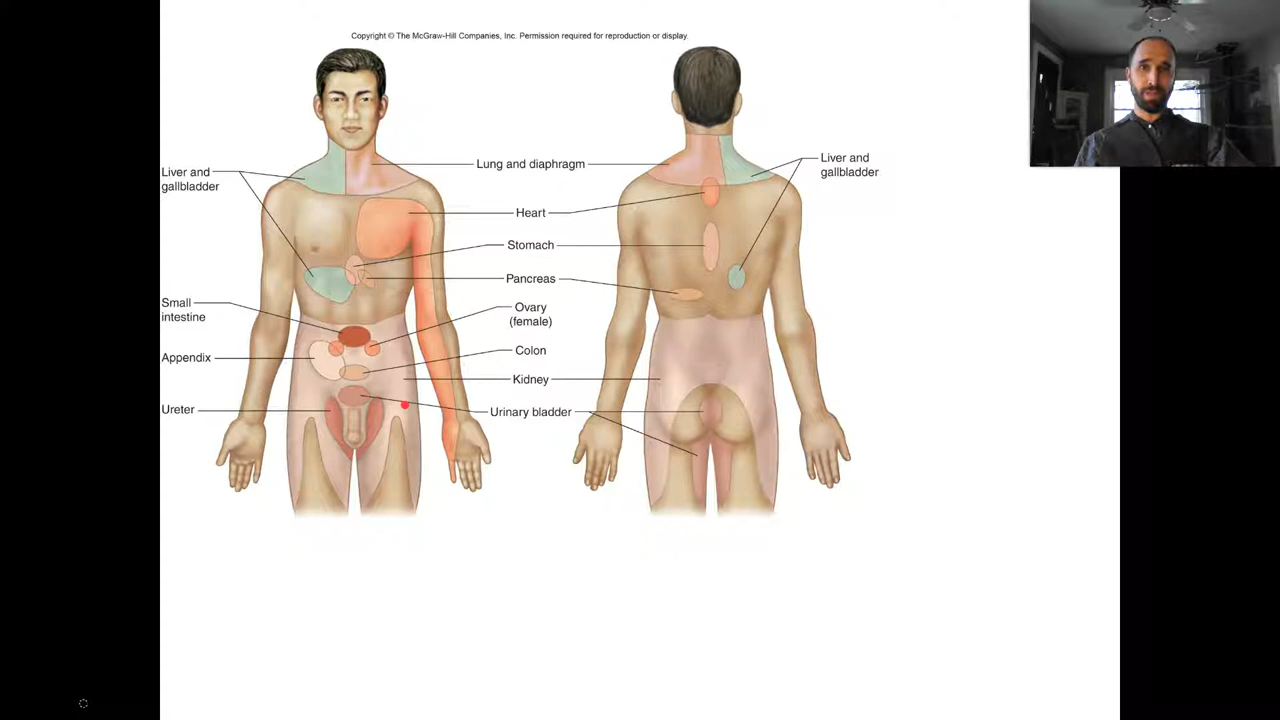 Copyright © The McGraw-Hill Companies, Inc. Permission required for reproduction or display.
Liver and
gallbladder
Lung and diaphragm
Liver and
gallbladder
Heart
Stomach
Pancreas
Small
intestine
Ovary
(female)
Appendix
Colon
Kidney
Ureter
Urinary bladder